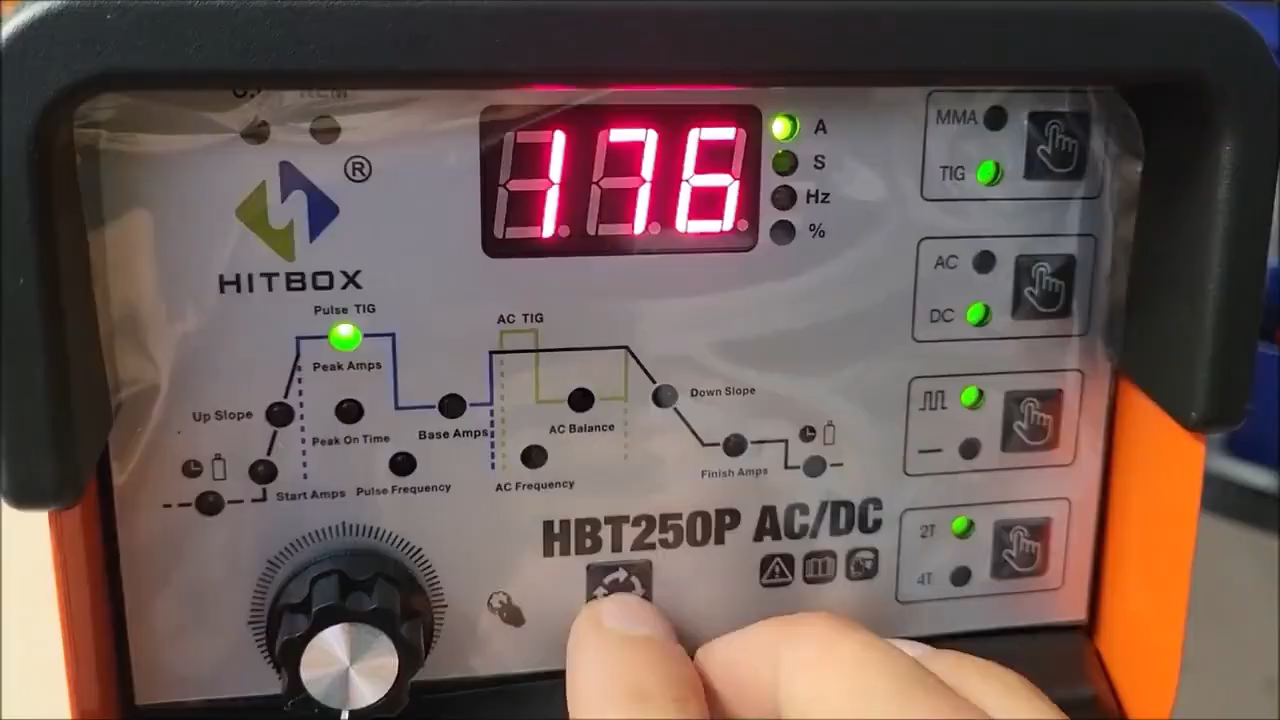 176
A
S
Hz
%
MMA
TIG
AC
DC
2T
4T
®
HITBOX
Pulse TIG
Peak Amps
Up Slope
Peak On Time
Base Amps
Start Amps
Pulse Frequency
AC TIG
AC Balance
AC Frequency
Down Slope
Finish Amps
HBT250P AC/DC